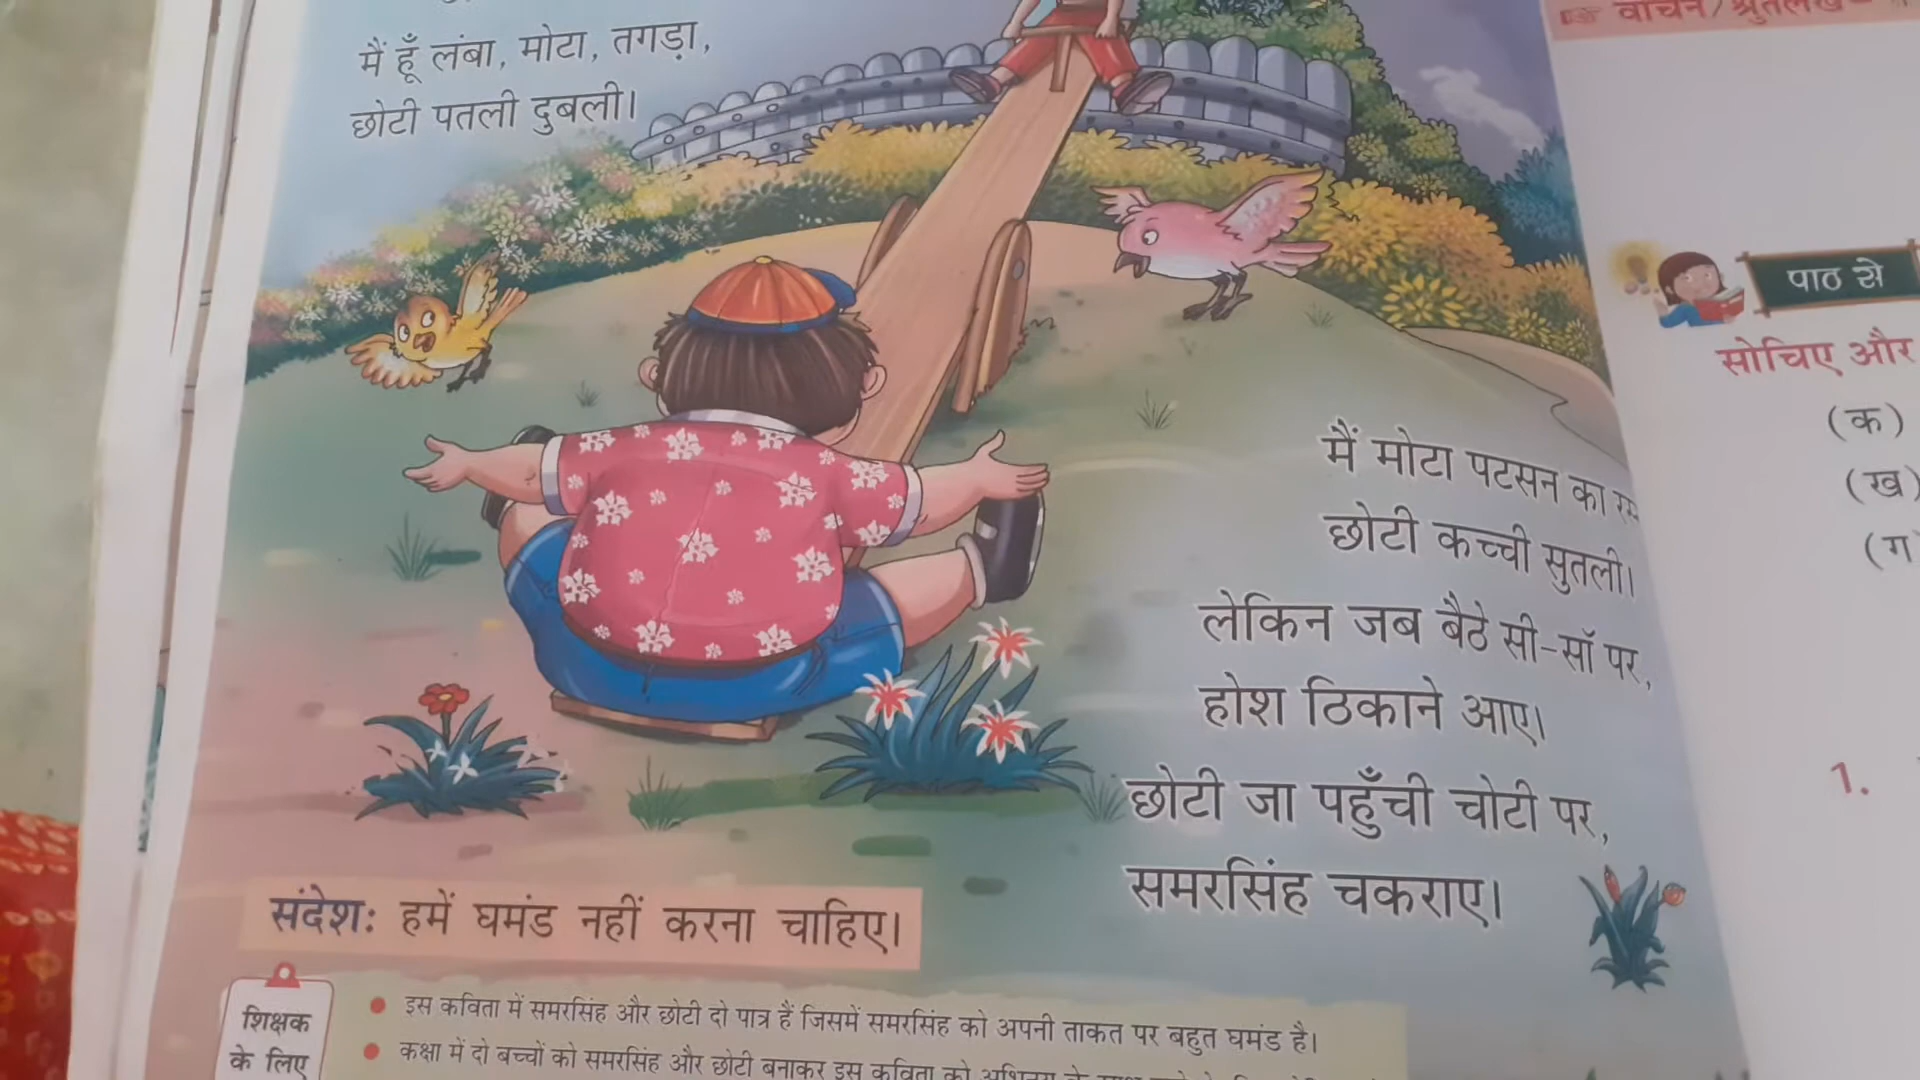 मैं हूँ लंबा, मोटा, तगड़ा,
छोटी पतली दुबली।
मैं मोटा पटसन का
छोटी कच्ची सुतली।
लेकिन जब बैठे सी-सॉ पर,
होश ठिकाने आए।
छोटी जा पहुँची चोटी पर,
समरसिंह चकराए।
संदेशः हमें घमंड नहीं करना चाहिए।
शिक्षक
के लिए
• इस कविता में समरसिंह और छोटी दो पात्र हैं जिसमें समरसिंह को अपनी ताकत पर बहुत घमंड है।
• कक्षा में दो बच्चों को समरसिंह और छोटी बनाकर इस कविता को
वाचन/श्रुतलेख
पाठ से
सोचिए और
(क)
(ख)
(ग
1.